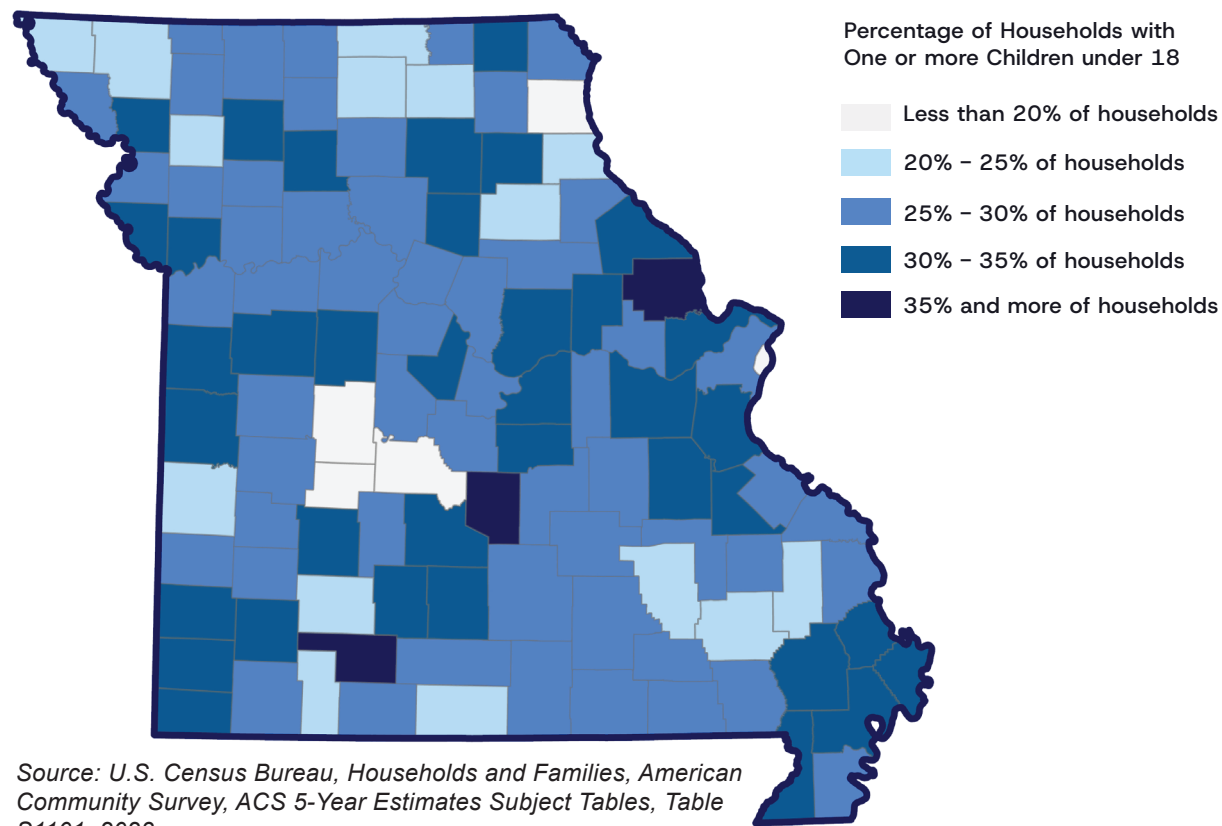 Percentage of Households with
One or more Children under 18
Less than 20% of households
20% – 25% of households
25% – 30% of households
30% – 35% of households
35% and more of households
Source: U.S. Census Bureau, Households and Families, American
Community Survey, ACS 5-Year Estimates Subject Tables, Table